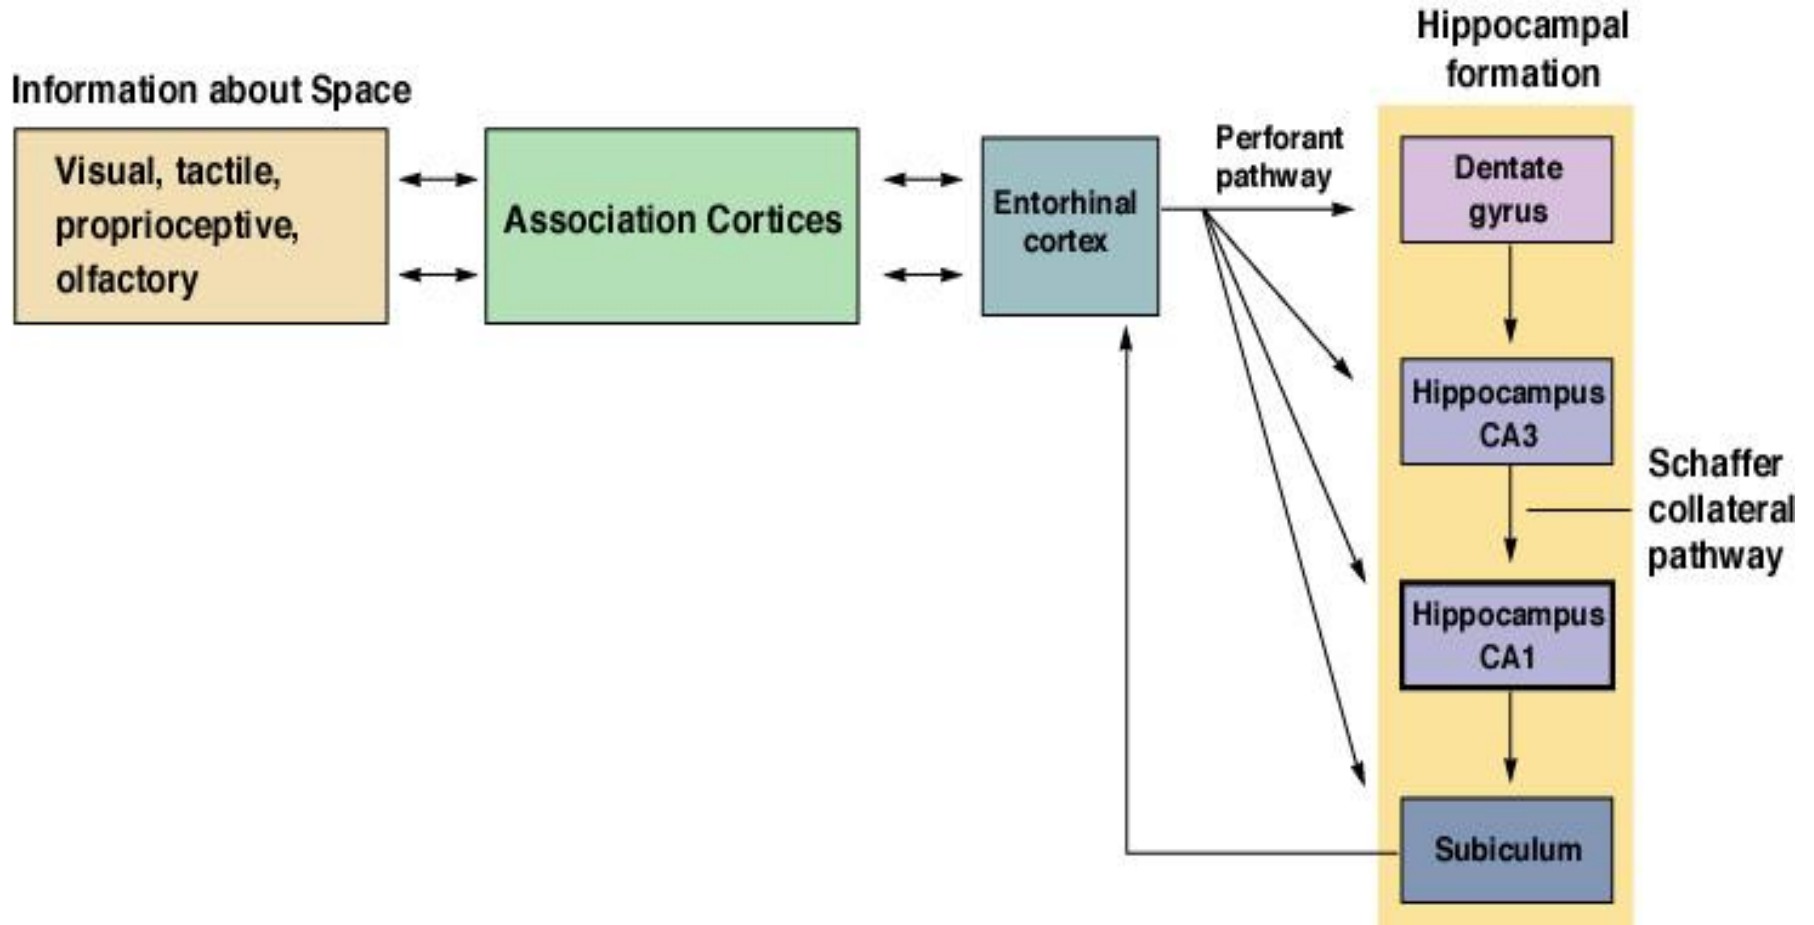 Hippocampal
formation
Information about Space
Visual, tactile,
proprioceptive,
olfactory
Association Cortices
Entorhinal
cortex
Perforant
pathway
Dentate
gyrus
Hippocampus
CA3
Schaffer
collateral
pathway
Hippocampus
CA1
Subiculum